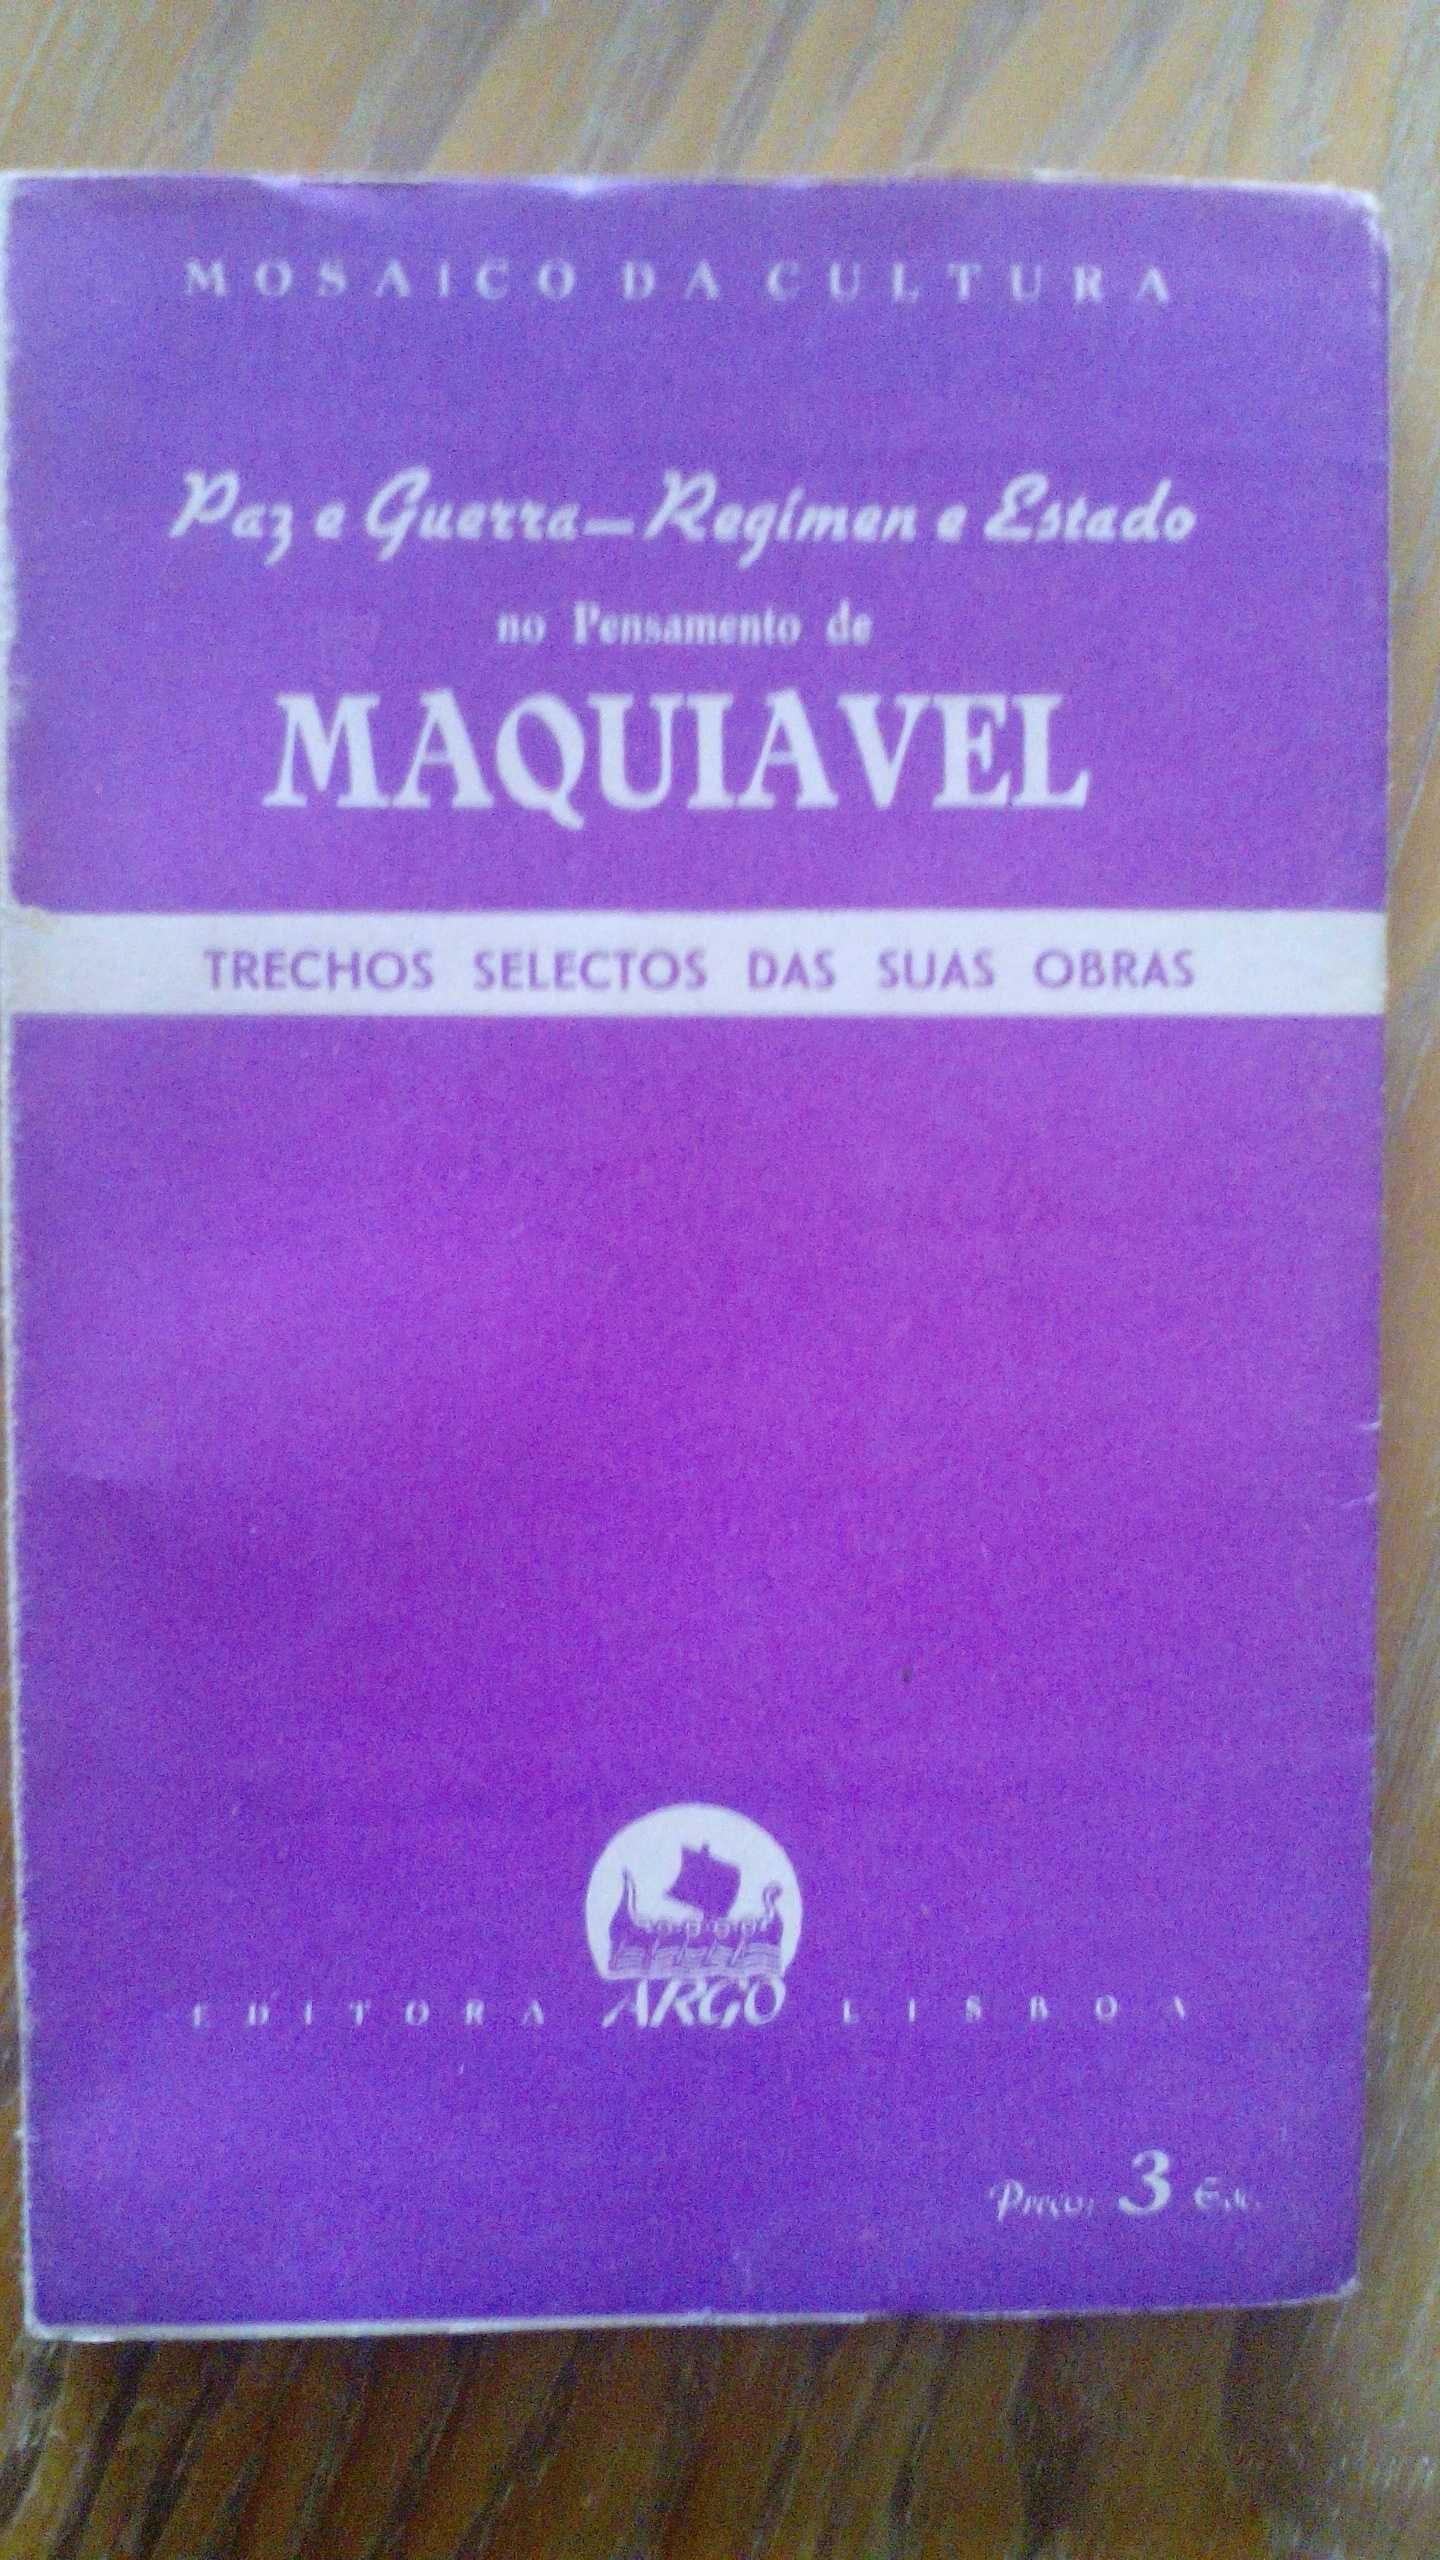 MOSAICO DA CULTURA
Paz e Guerra—Regímen e Estado
no Pensamento de
MAQUIAVEL
TRECHOS SELECTOS DAS SUAS OBRAS
EDITORA ARGO LISBOA
Preço: 3 Esc.